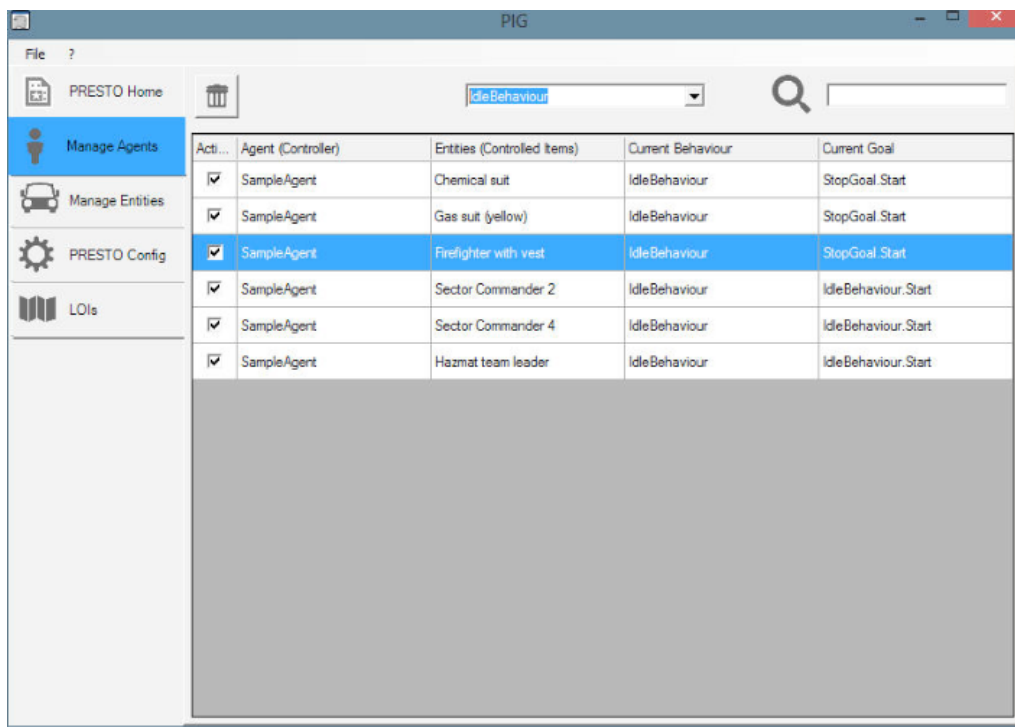 PIG
File ?
PRESTO Home
IdleBehaviour
Manage Agents
Manage Entities
PRESTO Config
LOIs
Acti... Agent (Controller) Entities (Controlled Items) Current Behaviour Current Goal
SampleAgent Chemical suit IdleBehaviour StopGoal.Start
SampleAgent Gas suit (yellow) IdleBehaviour StopGoal.Start
SampleAgent Firefighter with vest IdleBehaviour StopGoal.Start
SampleAgent Sector Commander 2 IdleBehaviour IdleBehaviour.Start
SampleAgent Sector Commander 4 IdleBehaviour IdleBehaviour.Start
SampleAgent Hazmat team leader IdleBehaviour IdleBehaviour.Start